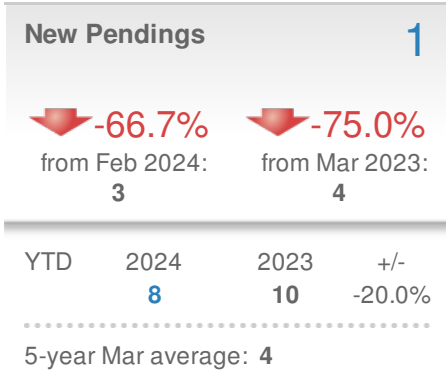 New Pendings 1
-66.7% -75.0%
from Feb 2024: from Mar 2023:
3 4
YTD 2024 2023 +/-
8 10 -20.0%
5-year Mar average: 4